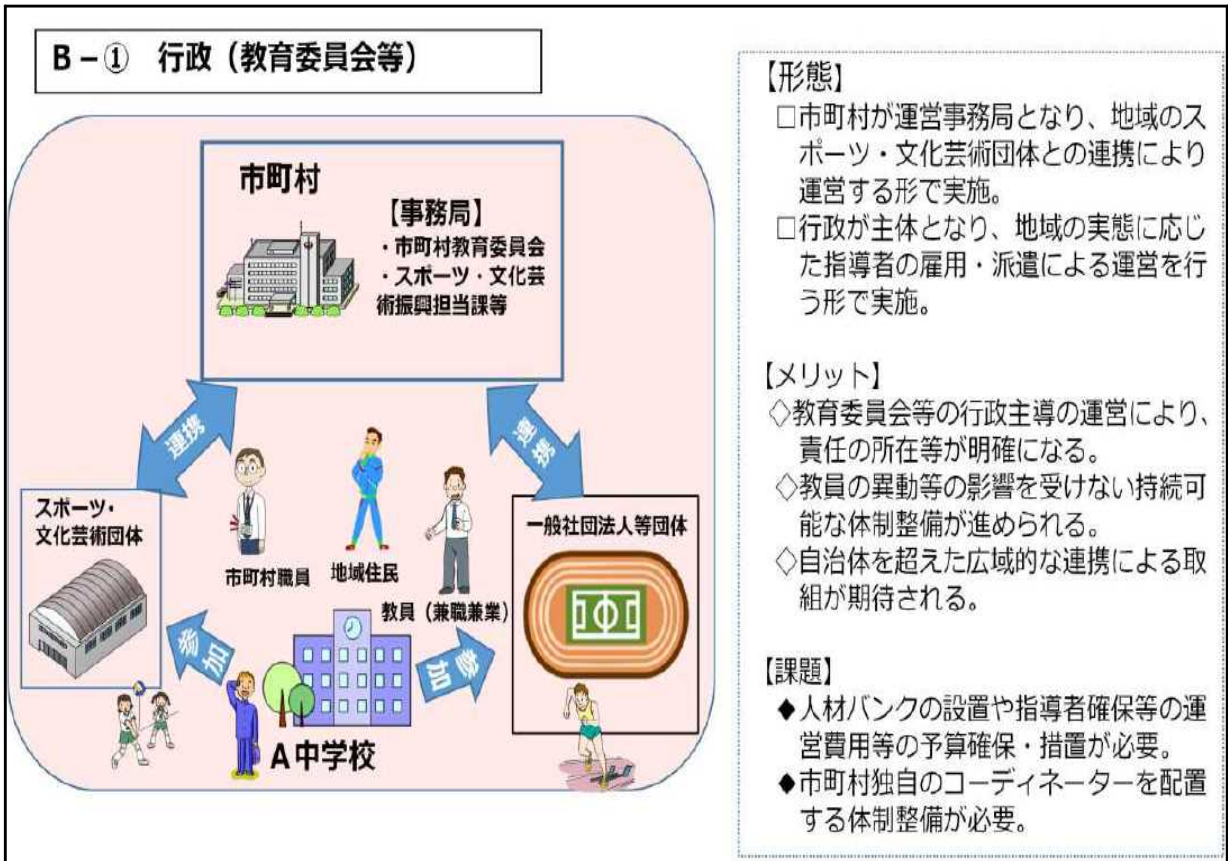 B－① 行政（教育委員会等）
市町村
【事務局】
・市町村教育委員会
・スポーツ・文化芸
術振興担当課等
連携
連携
スポーツ・
文化芸術団体
市町村職員
地域住民
教員（兼職兼業）
一般社団法人等団体
参加
参加
A中学校
【形態】
□市町村が運営事務局となり、地域のス
ポーツ・文化芸術団体との連携により
運営する形で実施。
□行政が主体となり、地域の実態に応じ
た指導者の雇用・派遣による運営を行
う形で実施。
【メリット】
◇教育委員会等の行政主導の運営により、
責任の所在等が明確になる。
◇教員の異動等の影響を受けない持続可
能な体制整備が進められる。
◇自治体を超えた広域的な連携による取
組が期待される。
【課題】
◆人材バンクの設置や指導者確保等の運
営費用等の予算確保・措置が必要。
◆市町村独自のコーディネーターを配置
する体制整備が必要。